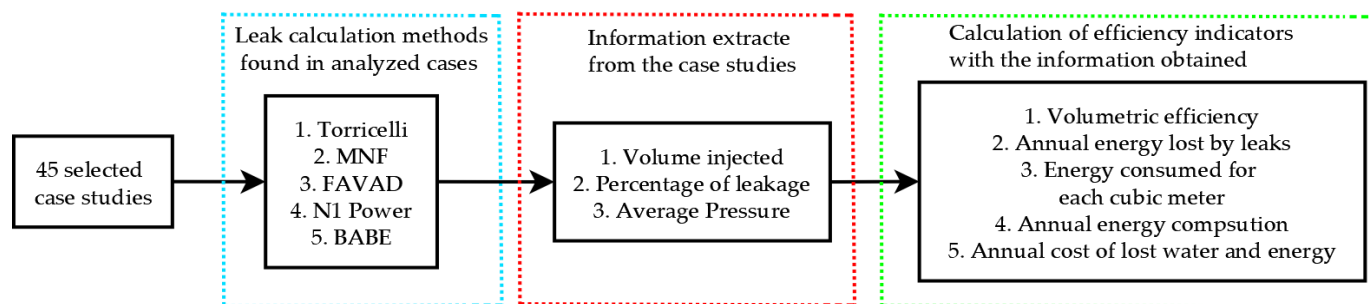 45 selected
case studies
Leak calculation methods
found in analyzed cases
1. Torricelli
2. MNF
3. FAVAD
4. N1 Power
5. BABE
Information extracte
from the case studies
1. Volume injected
2. Percentage of leakage
3. Average Pressure
Calculation of efficiency indicators
with the information obtained
1. Volumetric efficiency
2. Annual energy lost by leaks
3. Energy consumed for
each cubic meter
4. Annual energy compsution
5. Annual cost of lost water and energy